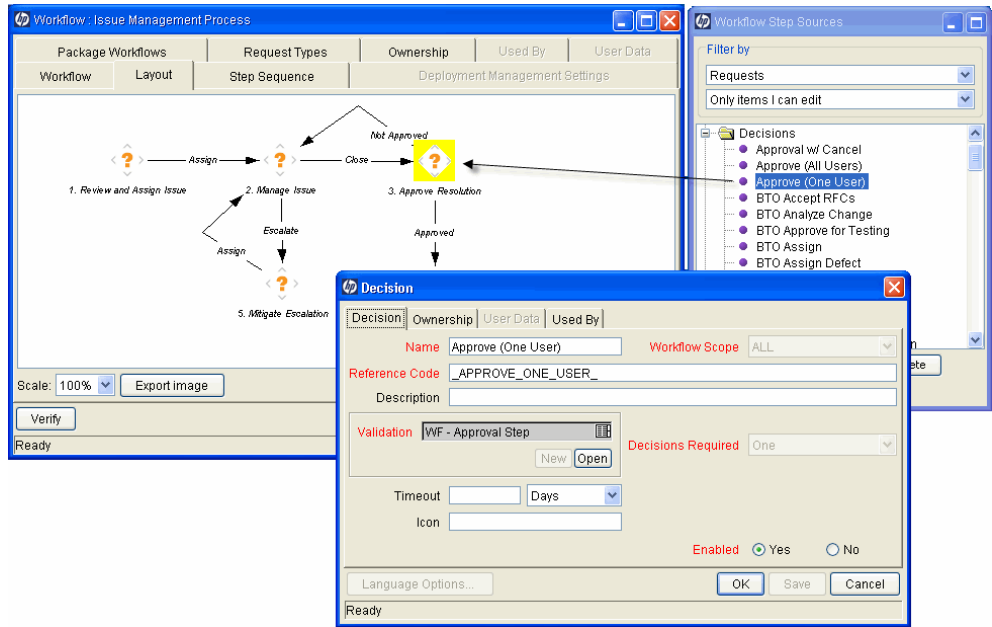 Workflow : Issue Management Process
Package Workflows
Request Types
Ownership
Used By
User Data
Workflow
Layout
Step Sequence
Deployment Management Settings
Not Approved
Assign
Close
1. Review and Assign Issue
2. Manage Issue
3. Approve Resolution
Escalate
Approved
Assign
5. Mitigate Escalation
Scale: 100%
Export image
Verify
Ready
hp Workflow Step Sources
Filter by
Requests
Only items I can edit
Decisions
Approval w/ Cancel
Approve (All Users)
Approve (One User)
BTO Accept RFCs
BTO Analyze Change
BTO Approve for Testing
BTO Assign
BTO Assign Defect
ete
Decision
Decision
Ownership
User Data
Used By
Name Approve (One User)
Workflow Scope ALL
Reference Code _APPROVE_ONE_USER_
Description
Validation WF - Approval Step
New Open
Decisions Required One
Timeout Days
Icon
Enabled Yes No
Language Options...
OK Save Cancel
Ready